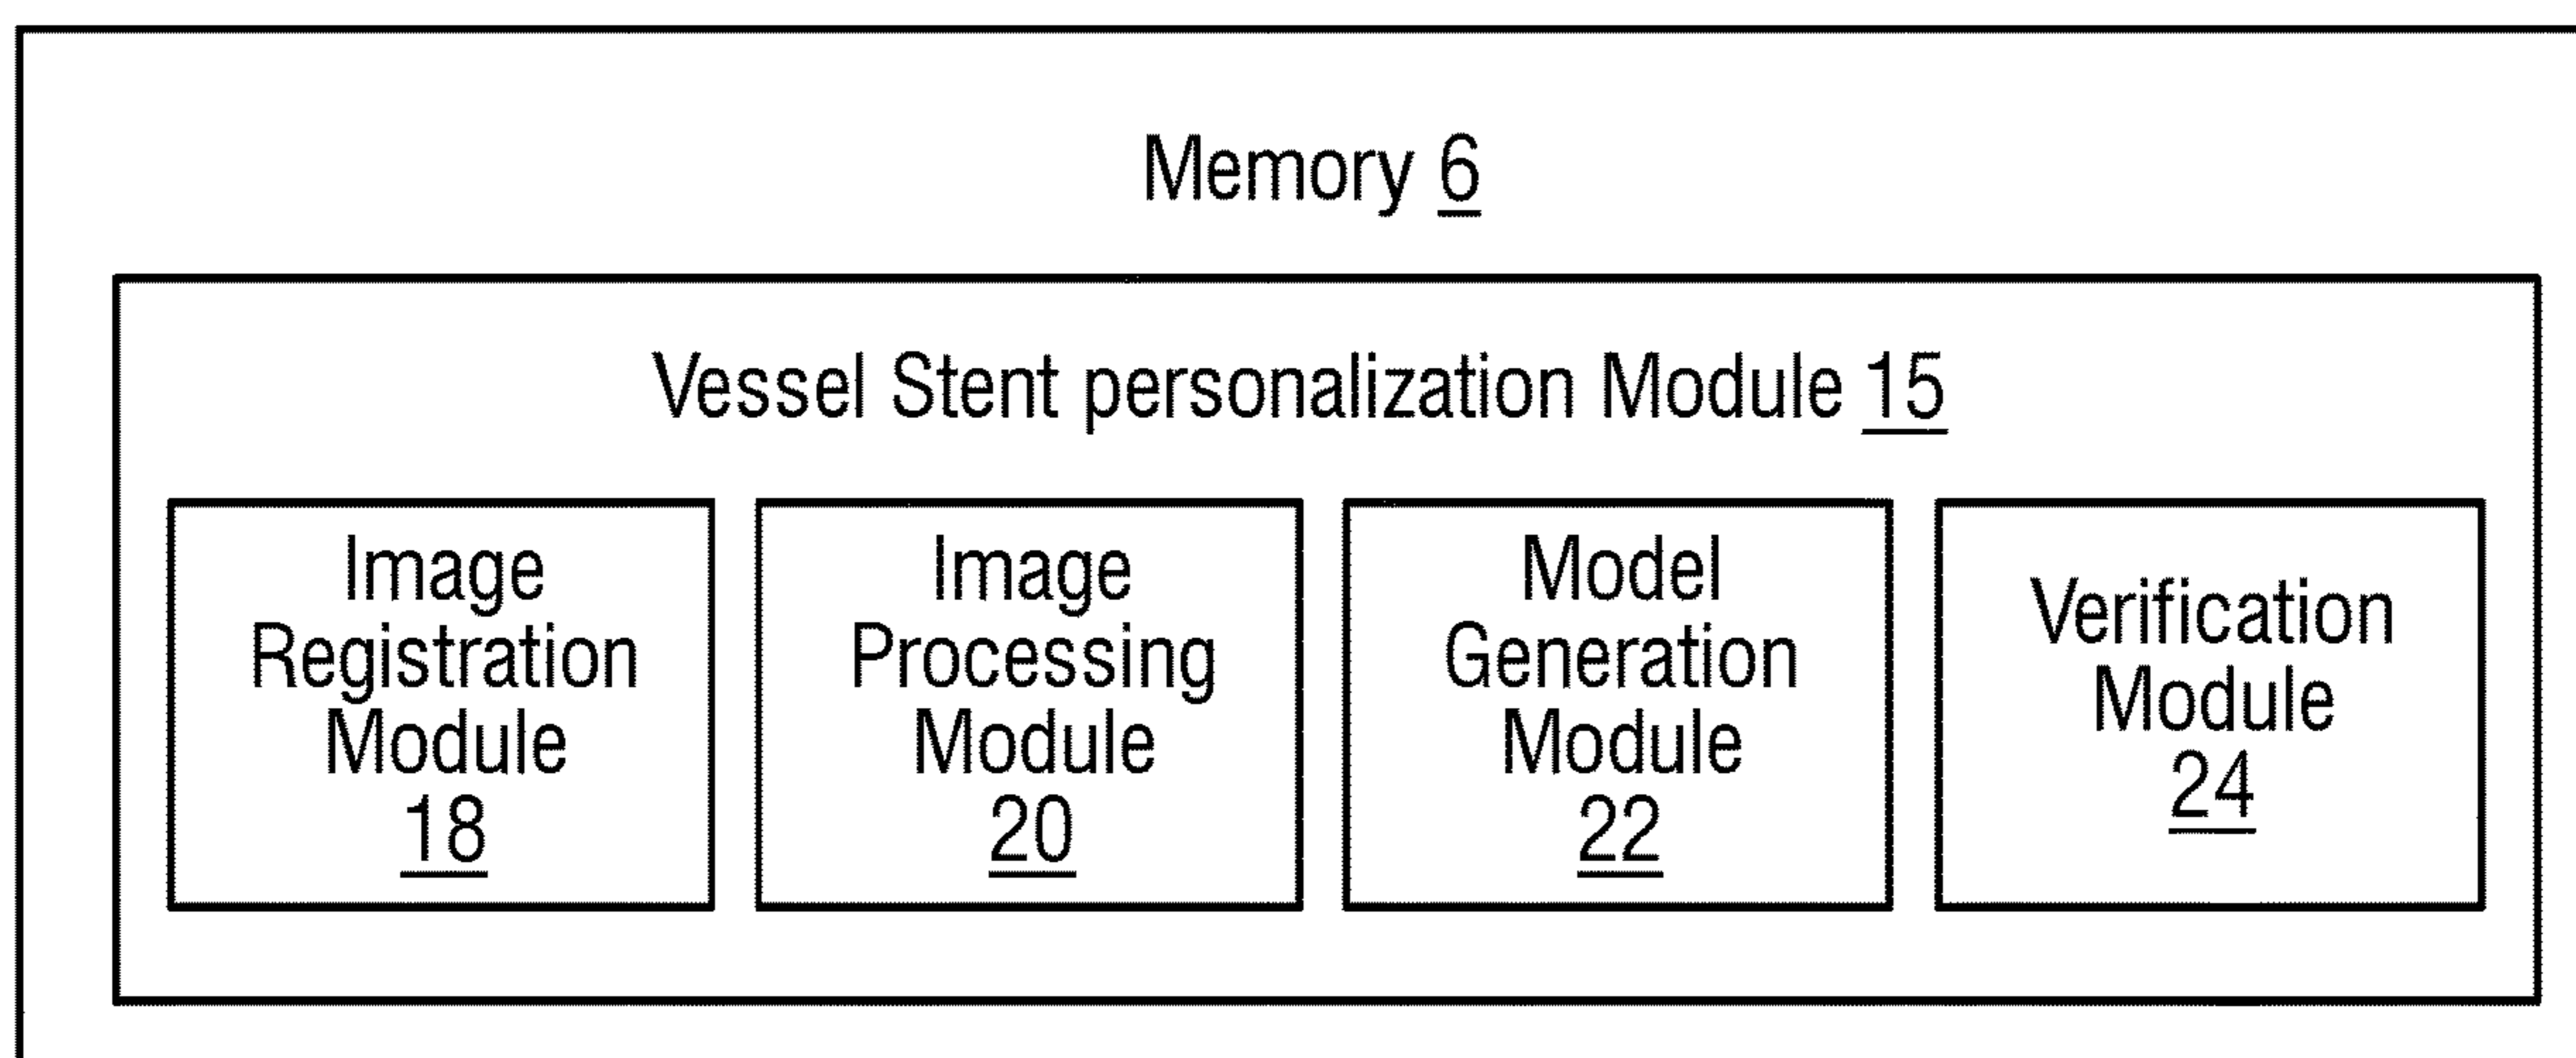 Memory 6
Vessel Stent personalization Module 15
Image
Registration
Module
18
Image
Processing
Module
20
Model
Generation
Module
22
Verification
Module
24